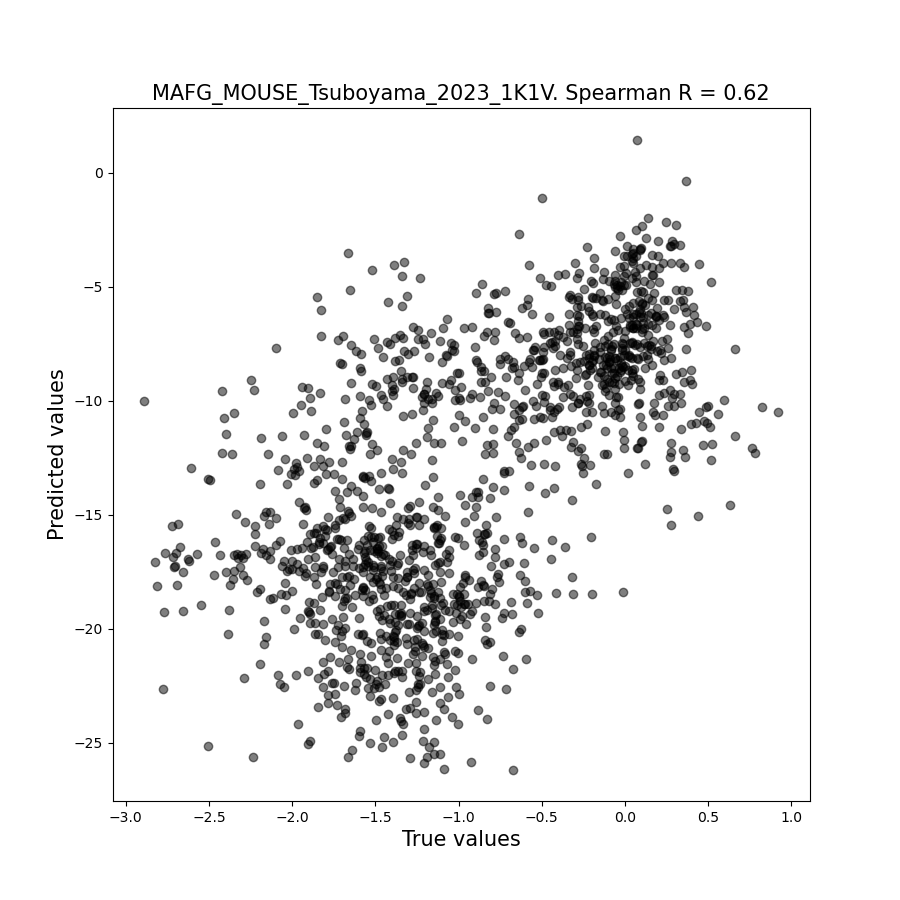 MAFG_MOUSE_Tsuboyama_2023_1K1V. Spearman R = 0.62
0
−5
−10
−15
−20
−25
Predicted values
−3.0 −2.5 −2.0 −1.5 −1.0 −0.5 0.0 0.5 1.0
True values